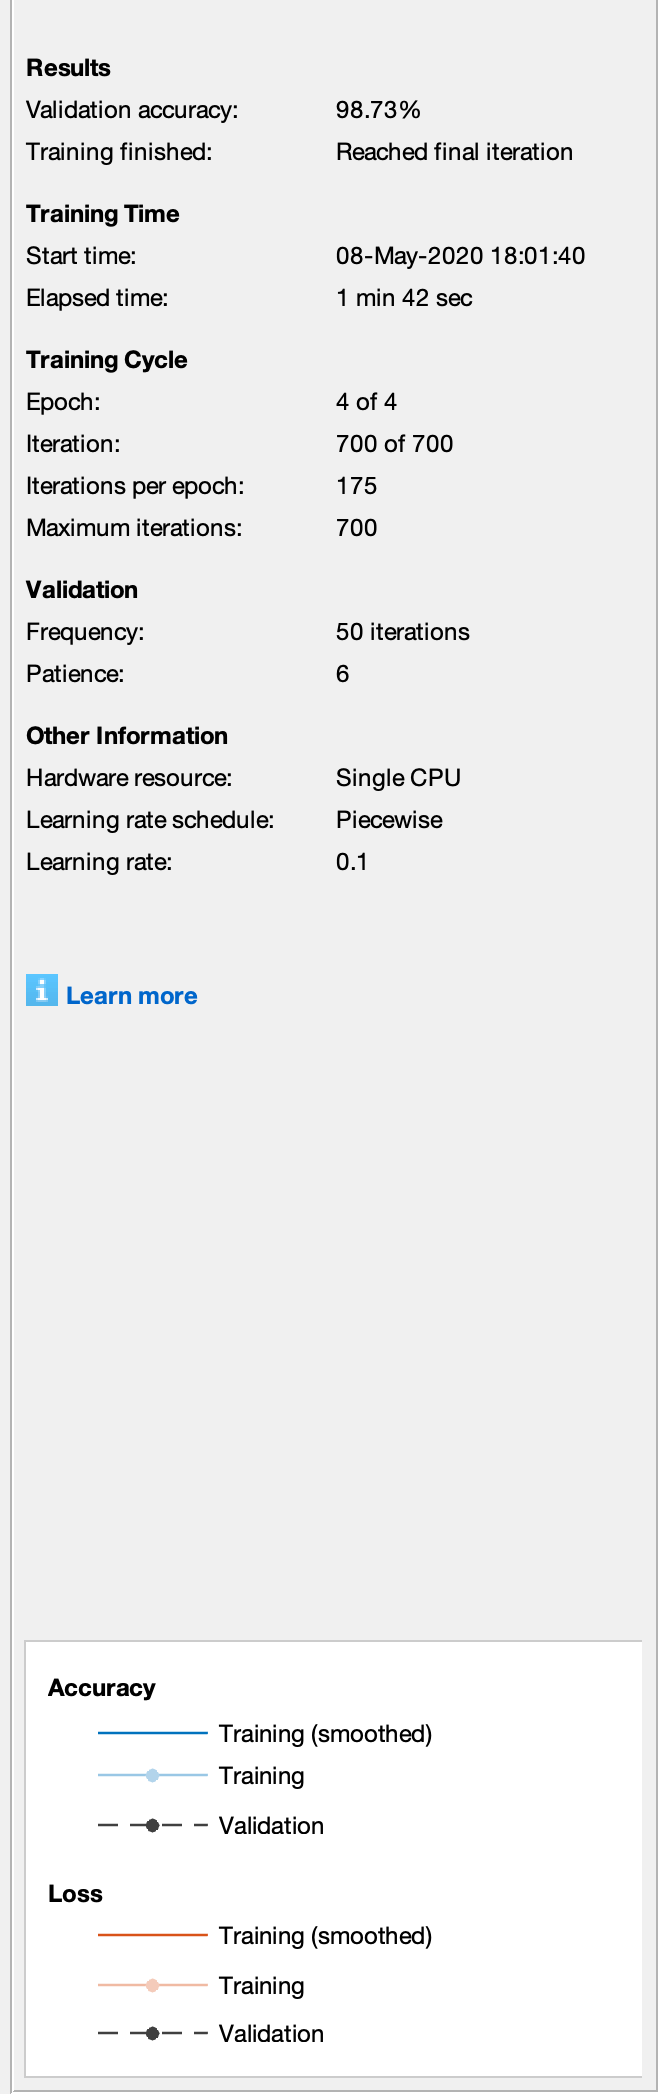 Results
Validation accuracy: 98.73%
Training finished: Reached final iteration
Training Time
Start time: 08-May-2020 18:01:40
Elapsed time: 1 min 42 sec
Training Cycle
Epoch: 4 of 4
Iteration: 700 of 700
Iterations per epoch: 175
Maximum iterations: 700
Validation
Frequency: 50 iterations
Patience: 6
Other Information
Hardware resource: Single CPU
Learning rate schedule: Piecewise
Learning rate: 0.1
i Learn more
Accuracy
Training (smoothed)
Training
Validation
Loss
Training (smoothed)
Training
Validation